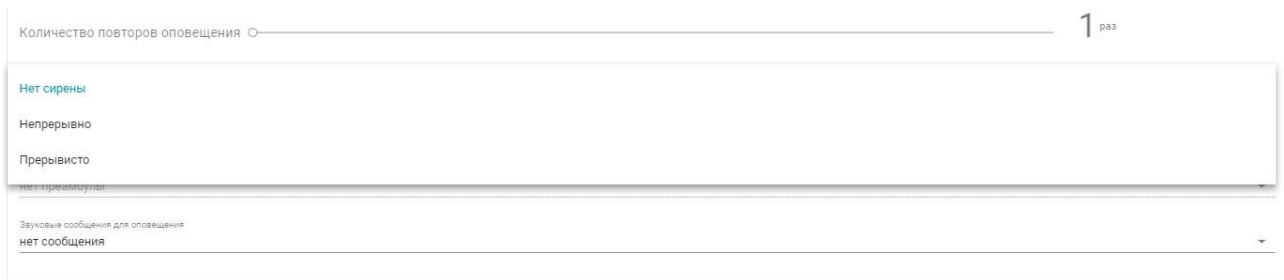 Количество повторов оповещения 1 раз
Нет сирены
Непрерывно
Прерывисто
нет преамбулы
Звуковые сообщения для оповещения
нет сообщения